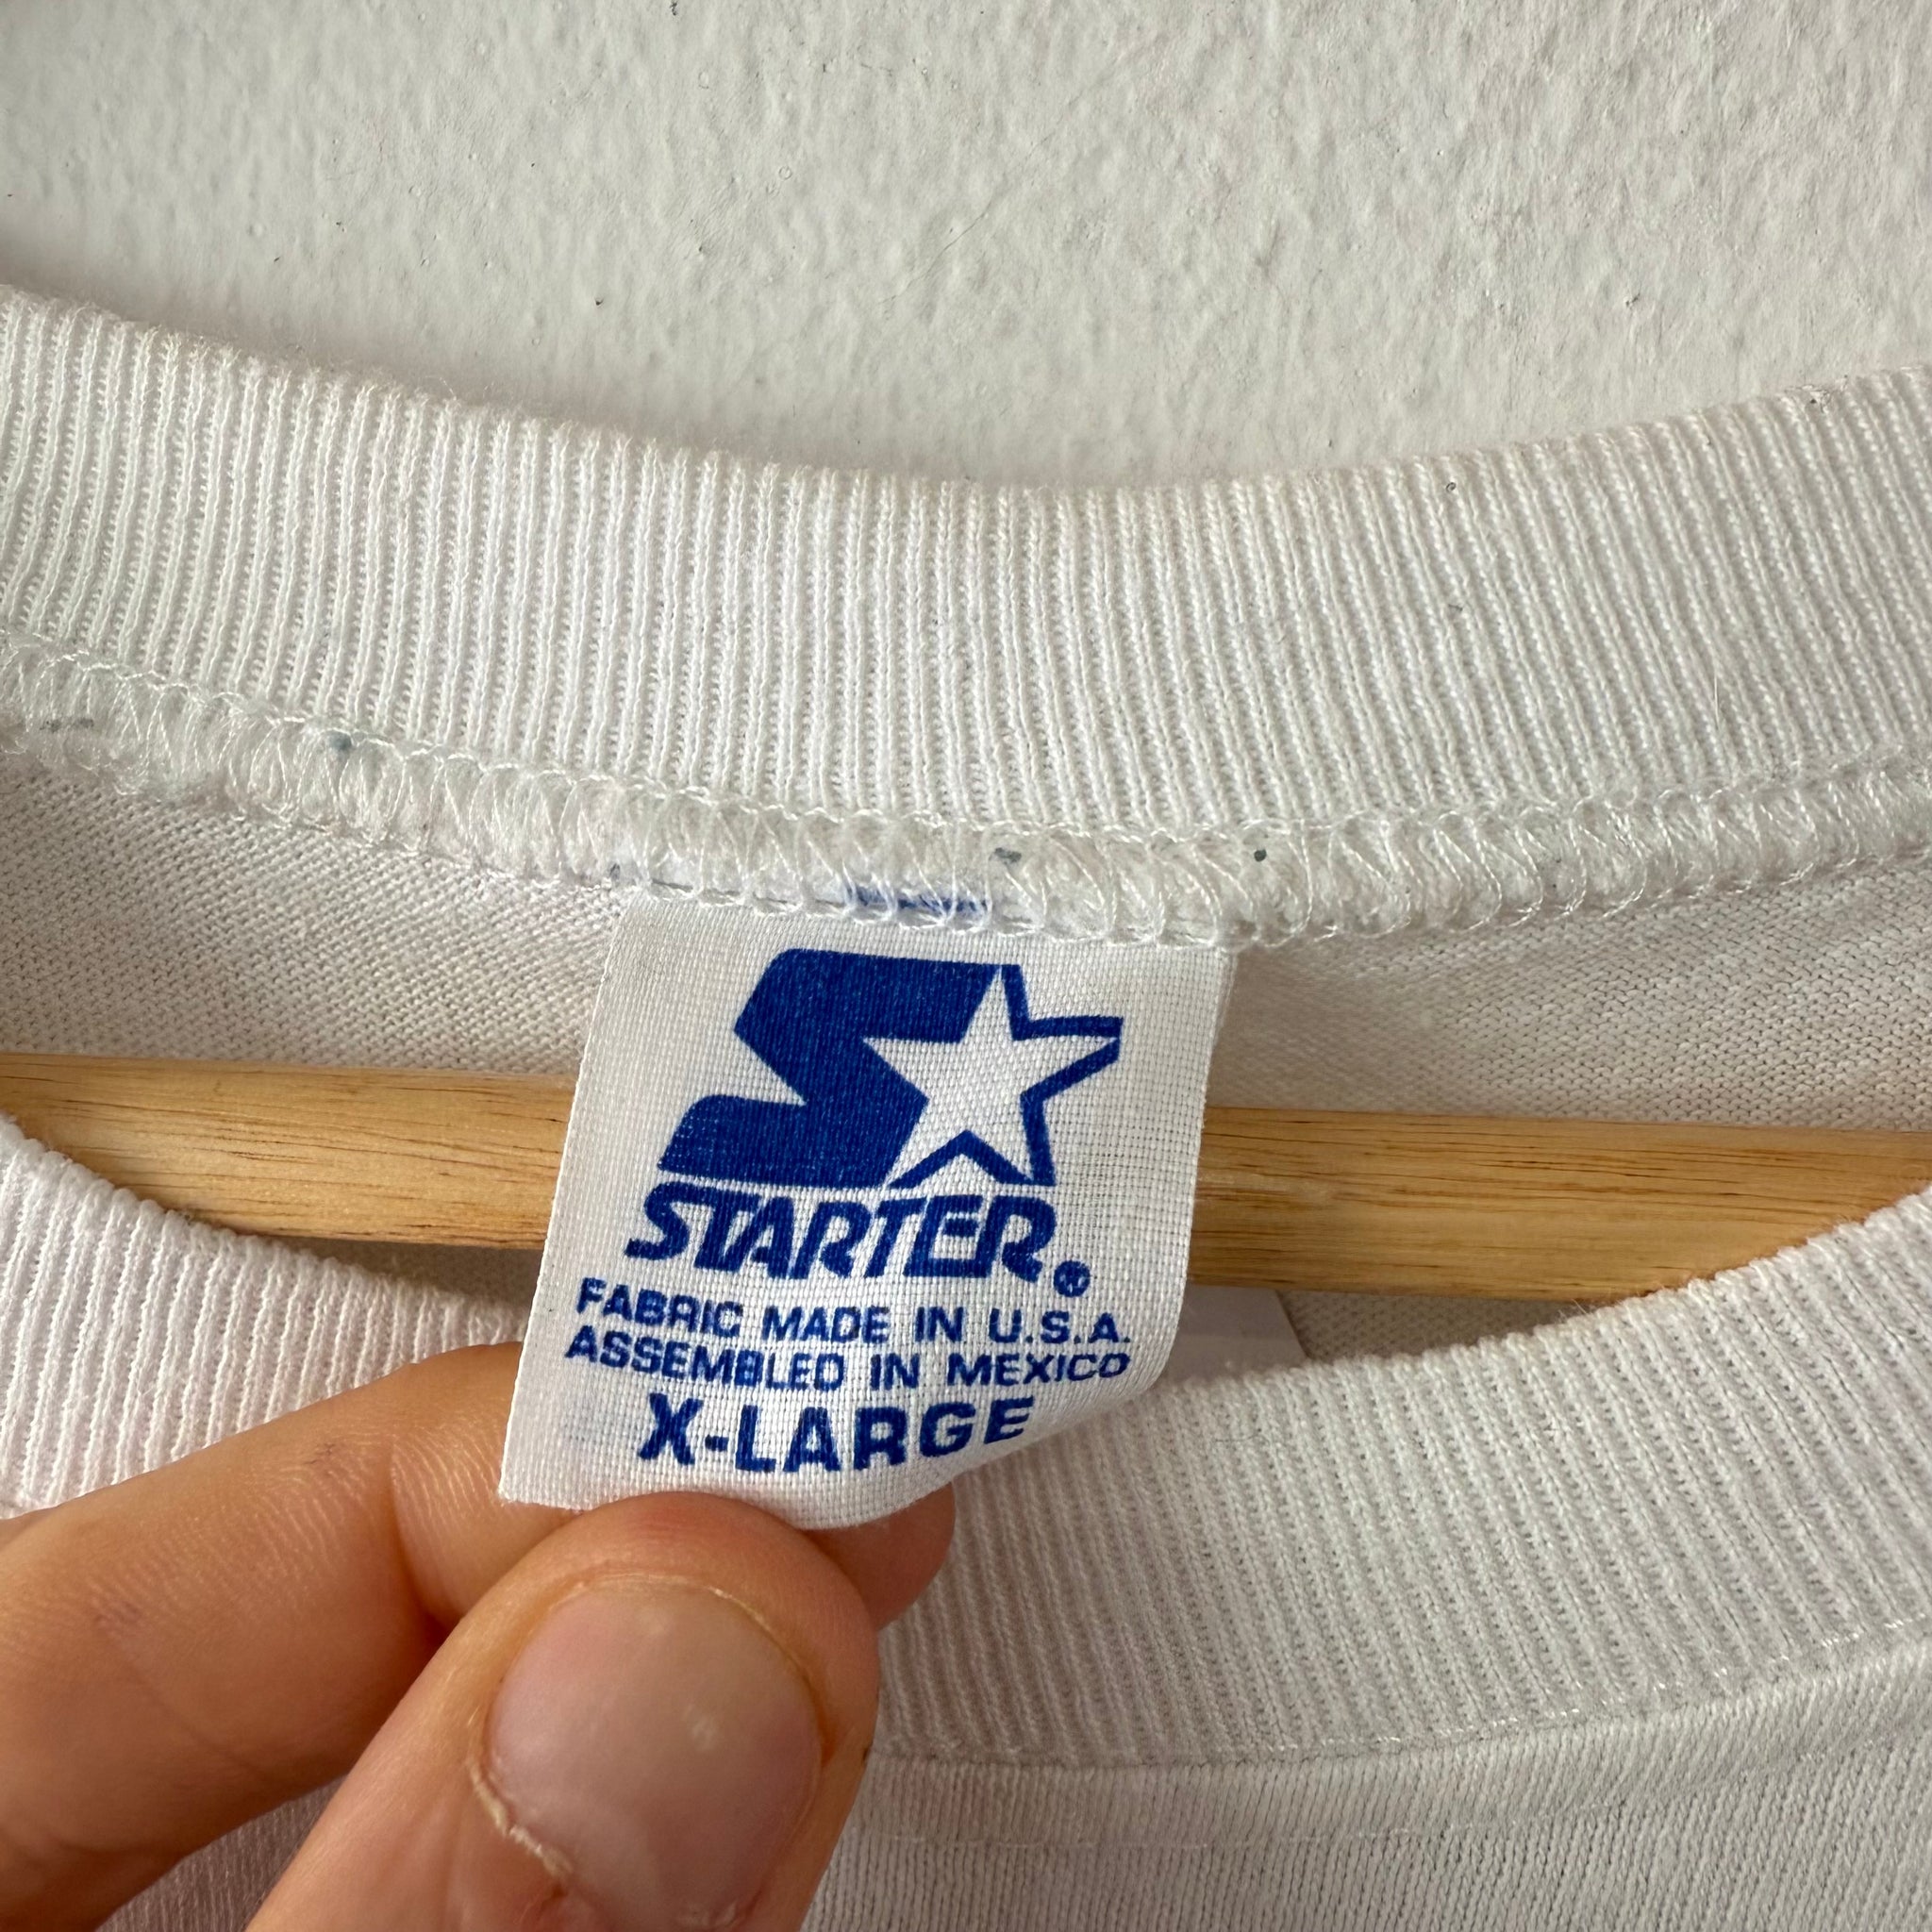 STARTER®
FABRIC MADE IN U.S.A.
ASSEMBLED IN MEXICO
X-LARGE